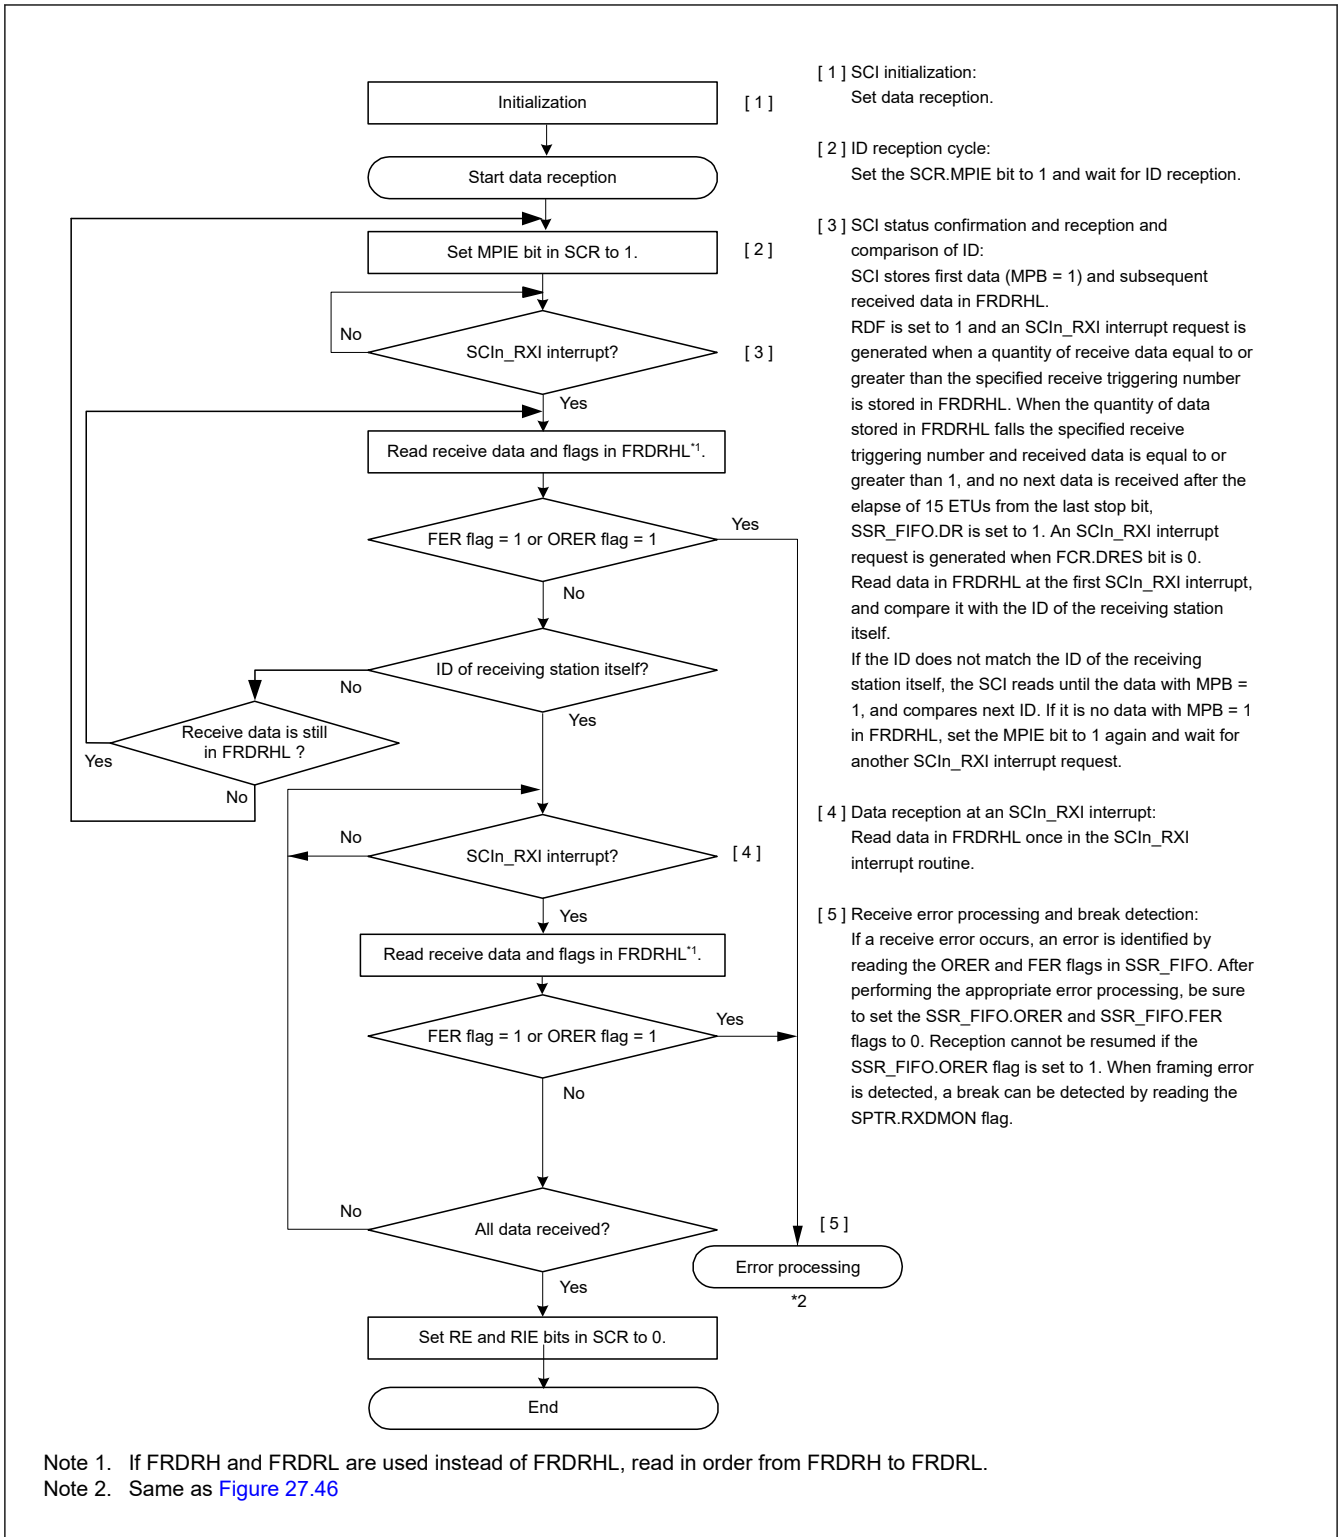 Initialization
[ 1 ]
Start data reception
Set MPIE bit in SCR to 1.
[ 2 ]
No
SCIn_RXI interrupt?
[ 3 ]
Yes
Read receive data and flags in FRDRHL*1.
FER flag = 1 or ORER flag = 1
Yes
No
ID of receiving station itself?
No
Yes
Receive data is still
in FRDRHL ?
Yes
No
No
SCIn_RXI interrupt?
[ 4 ]
Yes
Read receive data and flags in FRDRHL*1.
FER flag = 1 or ORER flag = 1
Yes
No
No
All data received?
Yes
[ 5 ]
Error processing
*2
Set RE and RIE bits in SCR to 0.
End
[ 1 ] SCI initialization:
Set data reception.
[ 2 ] ID reception cycle:
Set the SCR.MPIE bit to 1 and wait for ID reception.
[ 3 ] SCI status confirmation and reception and
comparison of ID:
SCI stores first data (MPB = 1) and subsequent
received data in FRDRHL.
RDF is set to 1 and an SCIn_RXI interrupt request is
generated when a quantity of receive data equal to or
greater than the specified receive triggering number
is stored in FRDRHL. When the quantity of data
stored in FRDRHL falls the specified receive
triggering number and received data is equal to or
greater than 1, and no next data is received after the
elapse of 15 ETUs from the last stop bit,
SSR_FIFO.DR is set to 1. An SCIn_RXI interrupt
request is generated when FCR.DRES bit is 0.
Read data in FRDRHL at the first SCIn_RXI interrupt,
and compare it with the ID of the receiving station
itself.
If the ID does not match the ID of the receiving
station itself, the SCI reads until the data with MPB =
1, and compares next ID. If it is no data with MPB = 1
in FRDRHL, set the MPIE bit to 1 again and wait for
another SCIn_RXI interrupt request.
[ 4 ] Data reception at an SCIn_RXI interrupt:
Read data in FRDRHL once in the SCIn_RXI
interrupt routine.
[ 5 ] Receive error processing and break detection:
If a receive error occurs, an error is identified by
reading the ORER and FER flags in SSR_FIFO. After
performing the appropriate error processing, be sure
to set the SSR_FIFO.ORER and SSR_FIFO.FER
flags to 0. Reception cannot be resumed if the
SSR_FIFO.ORER flag is set to 1. When framing error
is detected, a break can be detected by reading the
SPTR.RXDMON flag.
Note 1. If FRDRH and FRDRL are used instead of FRDRHL, read in order from FRDRH to FRDRL.
Note 2. Same as Figure 27.46